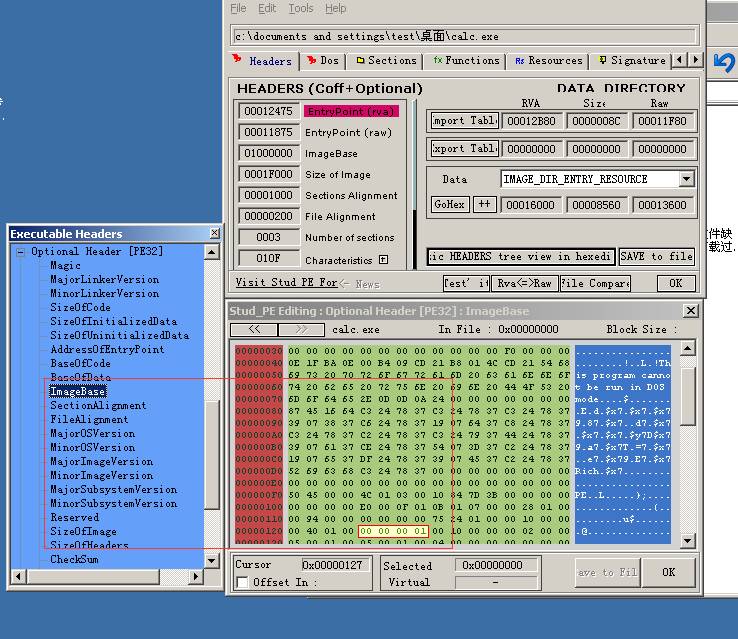 File Edit Tools Help
c:\documents and settings\test\桌面\calc.exe
Headers Dos Sections Functions Resources Signature
HEADERS (Coff+Optional)
00012475 EntryPoint (rva)
00011875 EntryPoint (raw)
01000000 ImageBase
0001F000 Size of Image
00001000 Sections Alignment
00000200 File Alignment
0003 Number of sections
010F Characteristics +
DATA DIRECTORY
RVA Size Raw
Import Table 00012B80 0000008C 00011F80
Export Table 00000000 00000000 00000000
Data IMAGE_DIR_ENTRY_RESOURCE
GoHex ++ 00016000 00008560 00013600
ic HEADERS tree view in hexedi SAVE to file
Visit Stud PE For <- News
Test' it Rva<=>Raw File Compare OK
件缺
载过.
Executable Headers
Optional Header [PE32]
Magic
MajorLinkerVersion
MinorLinkerVersion
SizeOfCode
SizeOfInitializedData
SizeOfUninitializedData
AddressOfEntryPoint
BaseOfCode
BaseOfData
ImageBase
SectionAlignment
FileAlignment
MajorOSVersion
MinorOSVersion
MajorImageVersion
MinorImageVersion
MajorSubsystemVersion
MinorSubsystemVersion
Reserved
SizeOfImage
SizeOfHeaders
CheckSum
Stud_PE Editing : Optional Header [PE32] : ImageBase
<< >> calc.exe In File : 0x00000000 Block Size :
00000030 00 00 00 00 00 00 00 00 00 00 00 00 F0 00 00 00
00000040 0E 1F BA 0E 00 B4 09 CD 21 B8 01 4C CD 21 54 68 ........!..L.!Th
00000050 69 73 20 70 72 6F 67 72 61 6D 20 63 61 6E 6E 6F is program canno
00000060 74 20 62 65 20 72 75 6E 20 69 6E 20 44 4F 53 20 t be run in DOS
00000070 6D 6F 64 65 2E 0D 0D 0A 24 00 00 00 00 00 00 00 mode....$.......
00000080 87 45 16 64 C3 24 78 37 C3 24 78 37 C3 24 78 37 .E.d.$x7.$x7.$x7
00000090 39 07 38 37 C6 24 78 37 19 07 64 37 C8 24 78 37 9.87.$x7..d7.$x7
000000A0 C3 24 78 37 C2 24 78 37 C3 24 79 37 44 24 78 37 .$x7.$x7.$y7D$x7
000000B0 39 07 61 37 CE 24 78 37 54 07 3D 37 C2 24 78 37 9.a7.$x7T.=7.$x7
000000C0 19 07 65 37 DF 24 78 37 39 07 45 37 C2 24 78 37 ..e7.$x79.E7.$x7
000000D0 52 69 63 68 C3 24 78 37 00 00 00 00 00 00 00 00 Rich.$x7........
000000E0 00 00 00 00 00 00 00 00 00 00 00 00 00 00 00 00
000000F0 50 45 00 00 4C 01 03 00 10 84 7D 3B 00 00 00 00 PE..L.....};....
00000100 00 00 00 00 E0 00 0F 01 0B 01 07 00 00 28 01 00
00000110 00 94 00 00 00 00 00 00 75 24 01 00 00 10 00 00
00000120 00 40 01 00 00 00 00 01 00 10 00 00 00 02 00 00
Cursor 0x00000127
Offset In :
Selected 0x00000000
Virtual -
ave to Fil OK